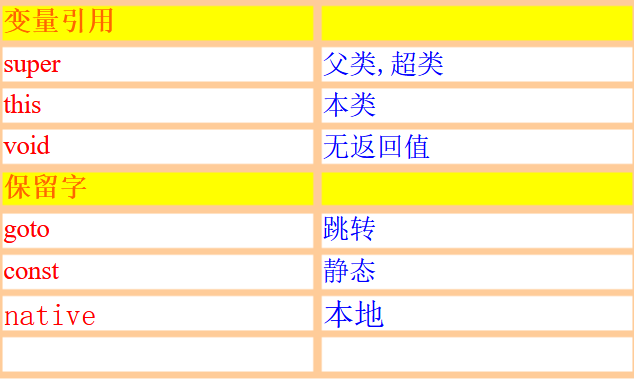 变量引用
super 父类,超类
this 本类
void 无返回值
保留字
goto 跳转
const 静态
native 本地